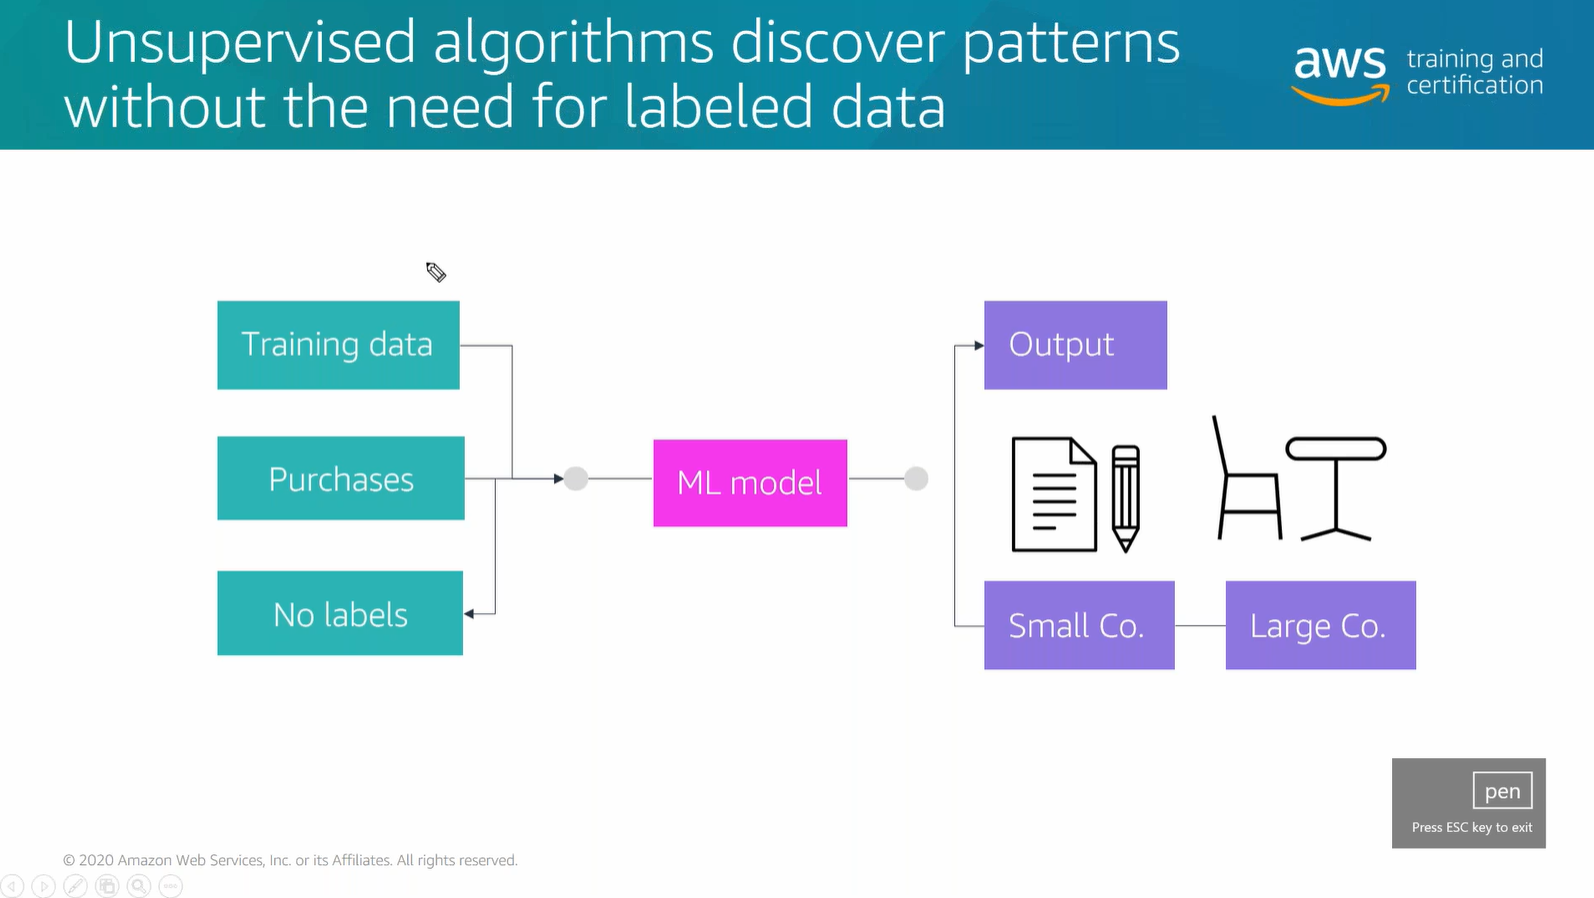 Unsupervised algorithms discover patterns
without the need for labeled data
aws training and
certification
Training data
Purchases
No labels
ML model
Output
Small Co.
Large Co.
pen
Press ESC key to exit
© 2020 Amazon Web Services, Inc. or its Affiliates. All rights reserved.